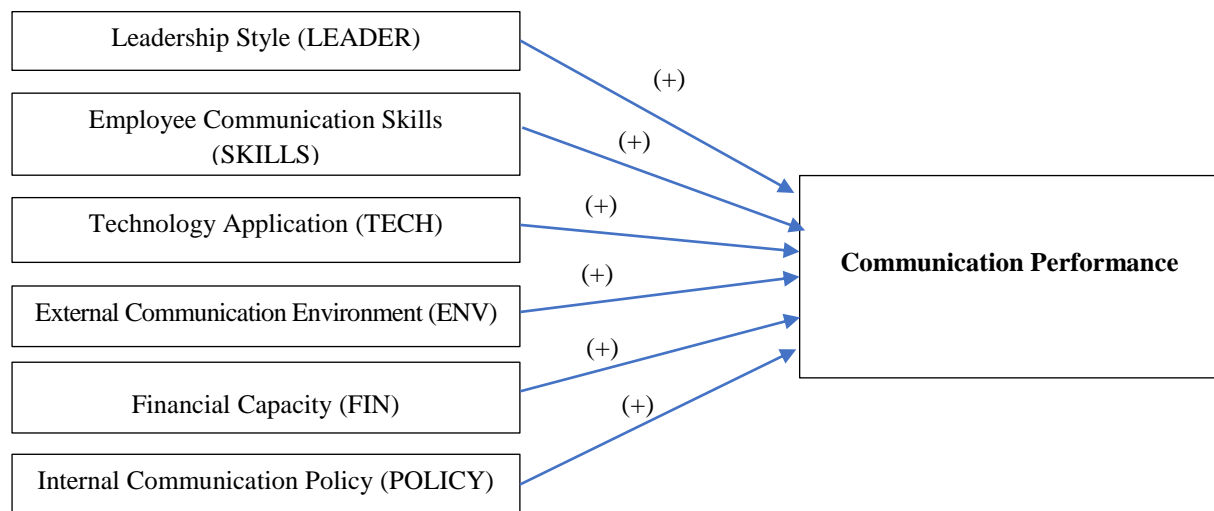 Leadership Style (LEADER)
(+)
Employee Communication Skills
(SKILLS)
(+)
Technology Application (TECH)
(+)
Communication Performance
External Communication Environment (ENV)
(+)
Financial Capacity (FIN)
(+)
Internal Communication Policy (POLICY)
(+)